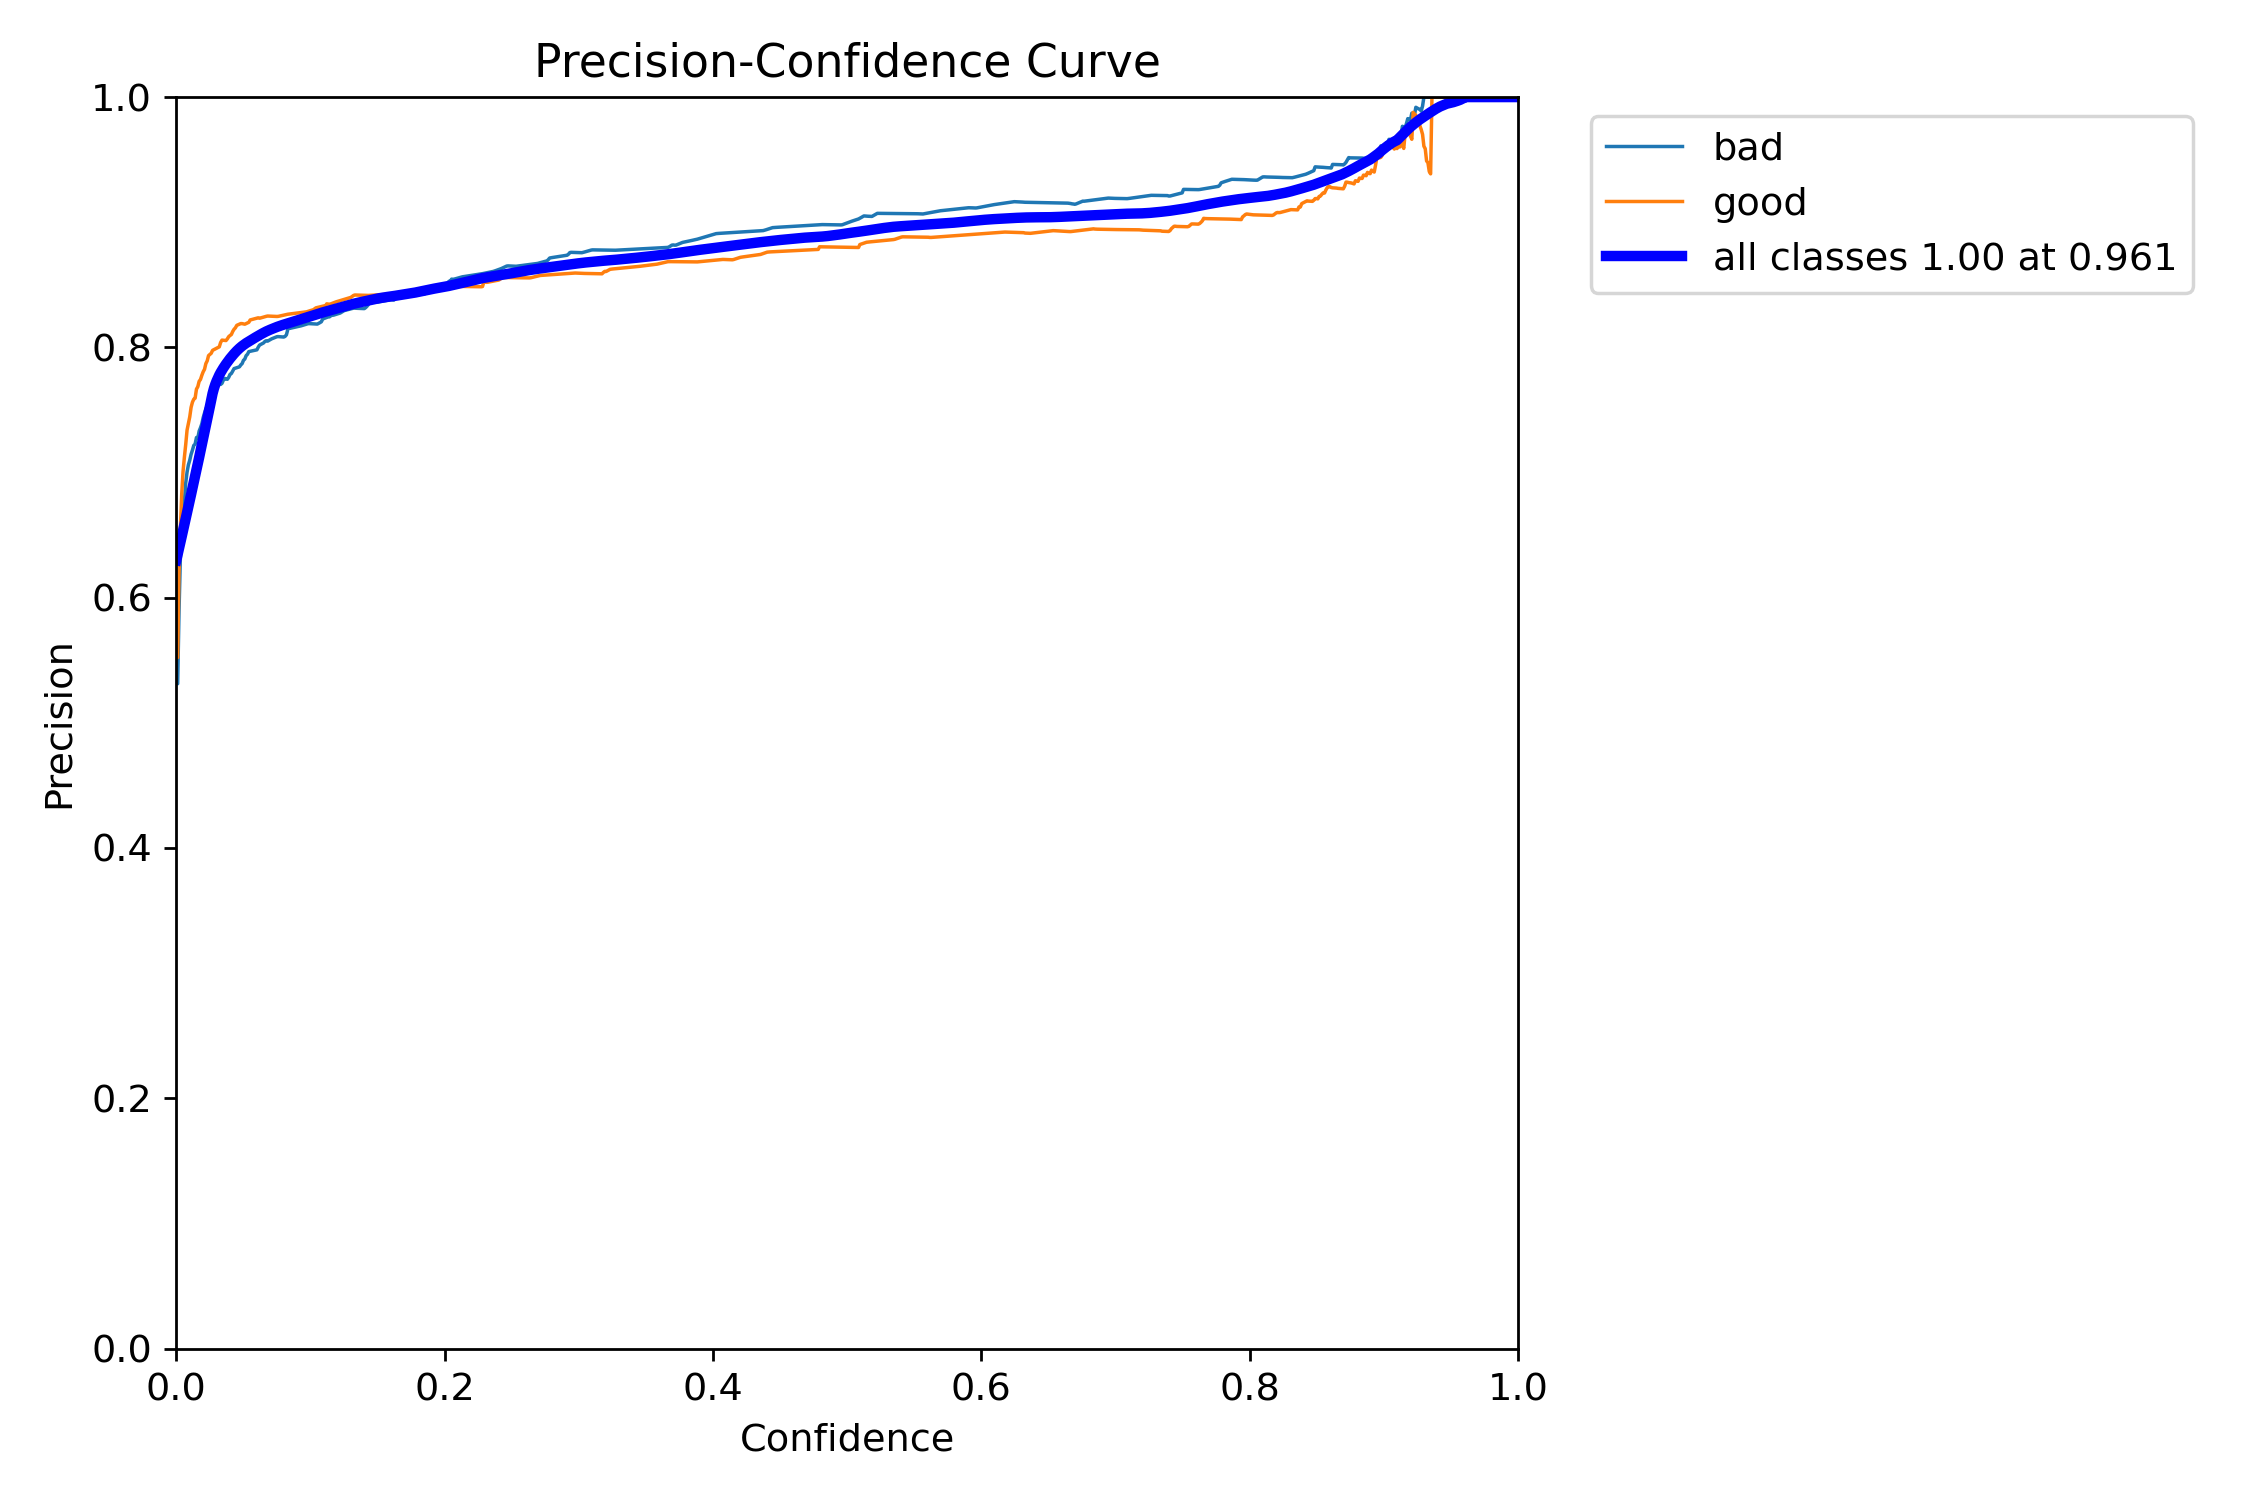 Precision-Confidence Curve
1.0
0.8
0.6
0.4
0.2
0.0
Precision
0.0 0.2 0.4 0.6 0.8 1.0
Confidence
bad
good
all classes 1.00 at 0.961